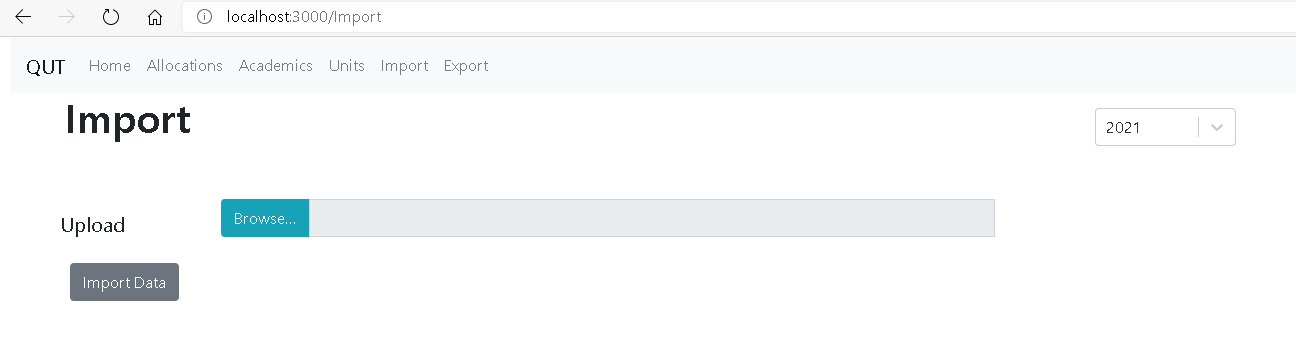 localhost:3000/Import
QUT Home Allocations Academics Units Import Export
Import
2021
Upload
Browse...
Import Data